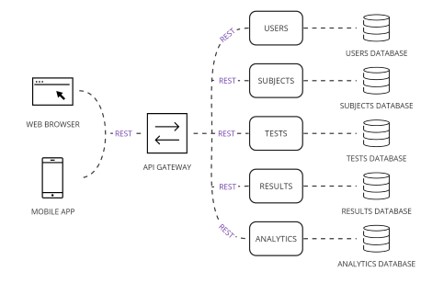 USERS
REST
USERS DATABASE
REST
SUBJECTS
SUBJECTS DATABASE
WEB BROWSER
REST
API GATEWAY
REST
TESTS
TESTS DATABASE
MOBILE APP
REST
RESULTS
RESULTS DATABASE
REST
ANALYTICS
ANALYTICS DATABASE